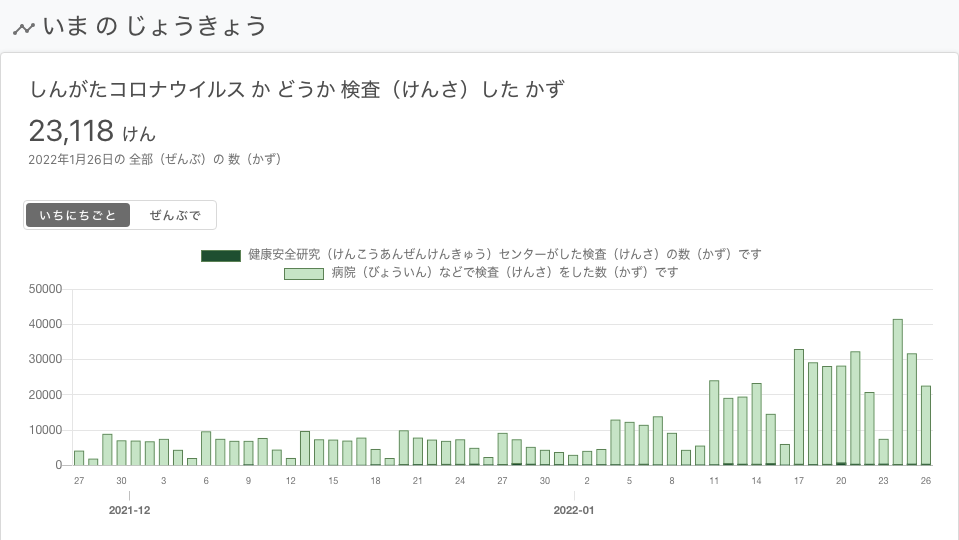 いま の じょうきょう
しんがたコロナウイルス か どうか 検査（けんさ）した かず
23,118 けん
2022年1月26日の 全部（ぜんぶ）の 数（かず）
いちにちごと ぜんぶで
健康安全研究（けんこうあんぜんけんきゅう）センターがした検査（けんさ）の数（かず）です
病院（びょういん）などで検査（けんさ）をした数（かず）です
50000
40000
30000
20000
10000
0
27 30 3 6 9 12 15 18 21 24 27 30 2 5 8 11 14 17 20 23 26
2021-12 2022-01